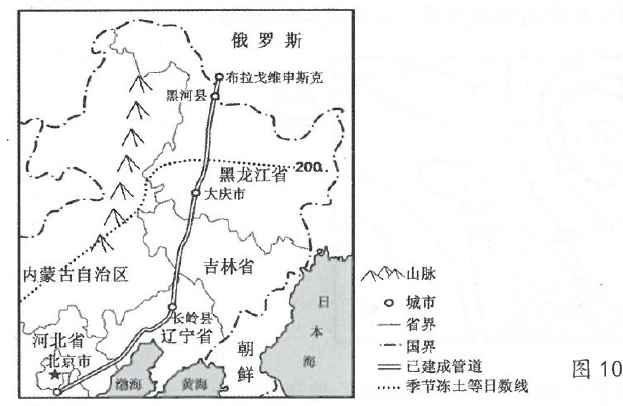 俄罗斯
布拉戈维申斯克
黑河县
200
黑龙江省
大庆市
内蒙古自治区
吉林省
长岭县
辽宁省
河北省
北京市
朝鲜
日本海
渤海
黄海
山脉
城市
省界
国界
已建成管道
季节冻土等日数线
图10